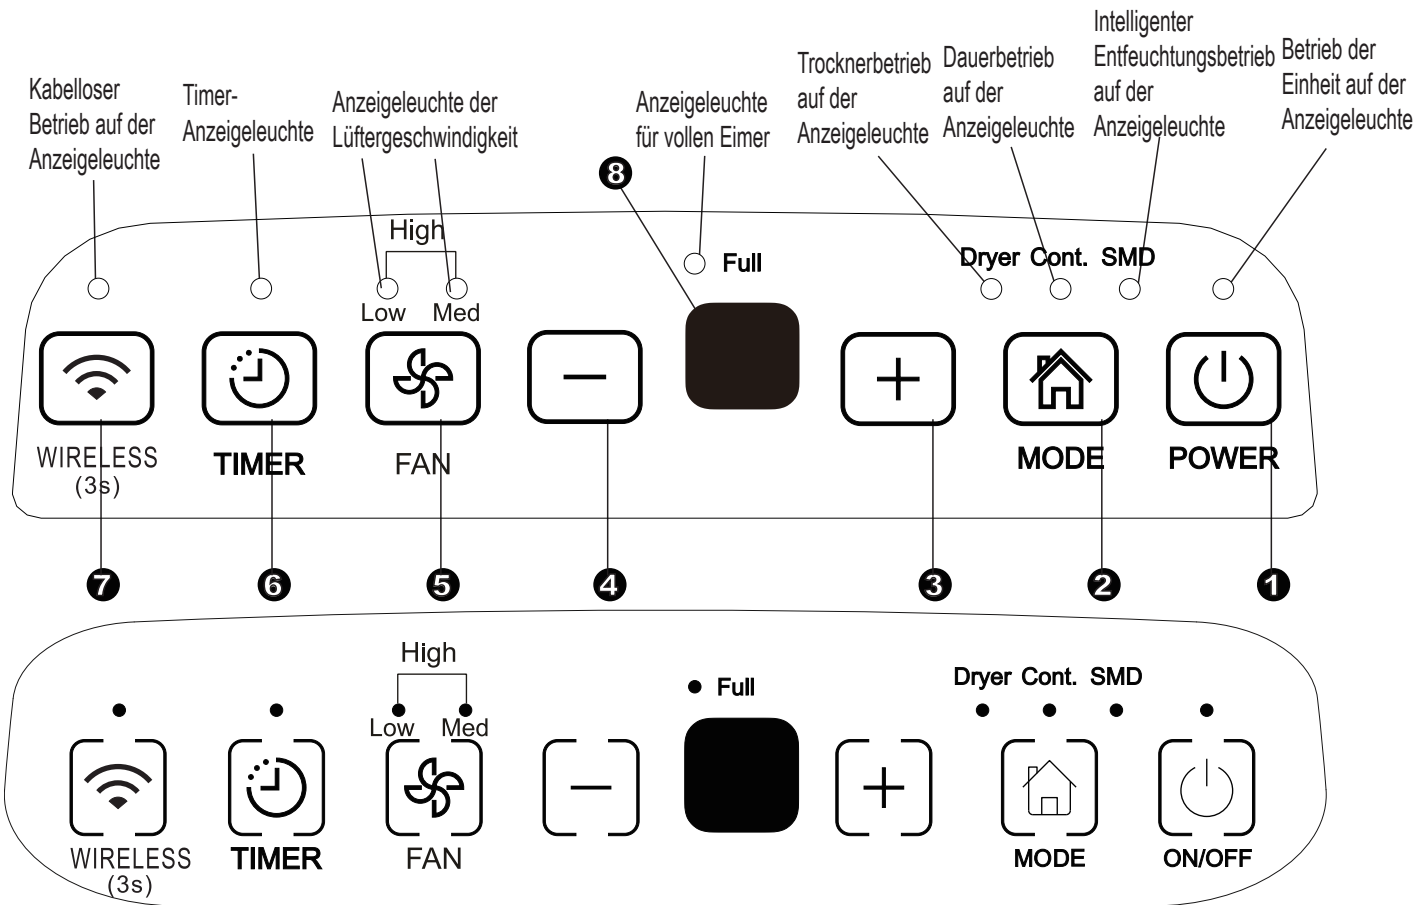 Kabelloser
Betrieb auf der
Anzeigeleuchte
Timer-
Anzeigeleuchte
Anzeigeleuchte der
Lüftergeschwindigkeit
Anzeigeleuchte
für vollen Eimer
Trocknerbetrieb
auf der
Anzeigeleuchte
Dauerbetrieb
auf der
Anzeigeleuchte
Intelligenter
Entfeuchtungsbetrieb
auf der
Anzeigeleuchte
Betrieb der
Einheit auf der
Anzeigeleuchte
8
High
Full
Dryer Cont. SMD
Low Med
WIRELESS
(3s)
TIMER
FAN
MODE
POWER
7 6 5 4 3 2 1
High
Full
Dryer Cont. SMD
Low Med
WIRELESS
(3s)
TIMER
FAN
MODE
ON/OFF